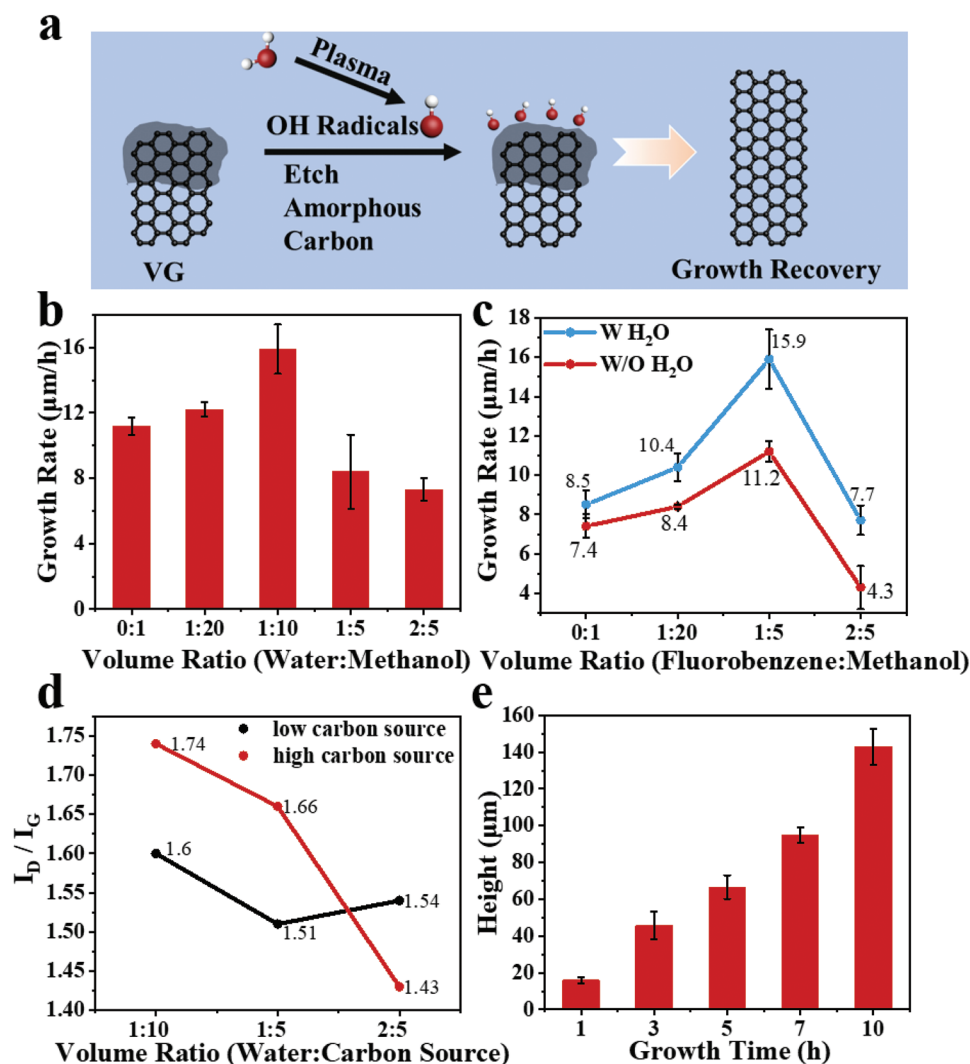 a
Plasma
OH Radicals
Etch
Amorphous
Carbon
VG
Growth Recovery
b
Growth Rate (μm/h)
16
12
8
4
0
0:1 1:20 1:10 1:5 2:5
Volume Ratio (Water:Methanol)
c
Growth Rate (μm/h)
18
16
14
12
10
8
6
4
W H₂O
W/O H₂O
8.5
10.4
15.9
7.7
7.4
8.4
11.2
4.3
0:1 1:20 1:5 2:5
Volume Ratio (Fluorobenzene:Methanol)
d
I_D / I_G
1.75
1.70
1.65
1.60
1.55
1.50
1.45
1.40
low carbon source
high carbon source
1.74
1.66
1.6
1.54
1.51
1.43
1:10 1:5 2:5
Volume Ratio (Water:Carbon Source)
e
Height (μm)
160
140
120
100
80
60
40
20
0
1 3 5 7 10
Growth Time (h)